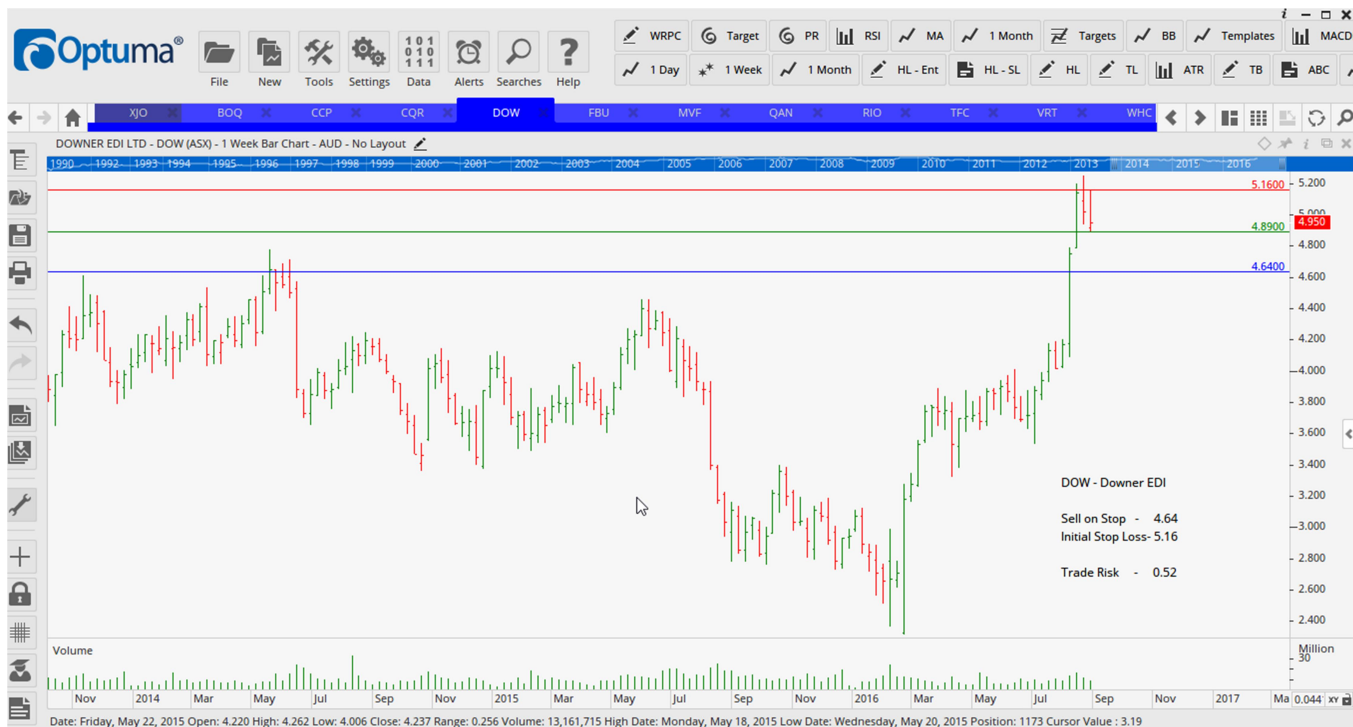 Optuma®
File New Tools Settings Data Alerts Searches Help
101
010
111
WRPC Target PR RSI MA 1 Month Targets BB Templates MACD
1 Day 1 Week 1 Month HL - Ent HL - SL HL TL ATR TB ABC
XJO BOQ CCP CQR DOW FBU MVF QAN RIO TFC VRT WHC
DOWNER EDI LTD - DOW (ASX) - 1 Week Bar Chart - AUD - No Layout
1990 1992 1993 1994 1995 1996 1998 1999 2000 2001 2002 2003 2004 2005 2006 2007 2008 2009 2010 2011 2012 2013 2014 2015 2016
5.1600
5.200
5.000
4.950
4.8900
4.800
4.6400
4.600
4.400
4.200
4.000
3.800
3.600
3.400
DOW - Downer EDI
3.200
Sell on Stop - 4.64
3.000
Initial Stop Loss- 5.16
2.800
Trade Risk - 0.52
2.600
2.400
Volume
Million
30
Nov 2014 Mar May Jul Sep Nov 2015 Mar May Jul Sep Nov 2016 Mar May Jul Sep Nov 2017 Ma 0.044 XY
Date: Friday, May 22, 2015 Open: 4.220 High: 4.262 Low: 4.006 Close: 4.237 Range: 0.256 Volume: 13,161,715 High Date: Monday, May 18, 2015 Low Date: Wednesday, May 20, 2015 Position: 1173 Cursor Value : 3.19